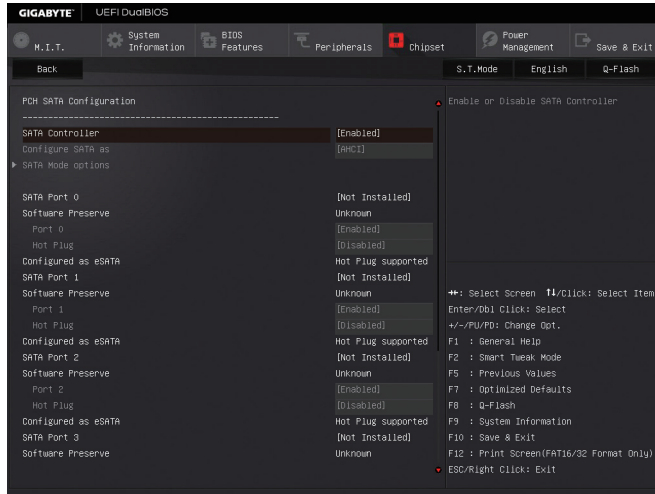 GIGABYTE™ UEFI DualBIOS
M.I.T.
System Information
BIOS Features
Peripherals
Chipset
Power Management
Save & Exit
Back S.T.Mode English Q-Flash
PCH SATA Configuration
Enable or Disable SATA Controller
SATA Controller [Enabled]
Configure SATA as [AHCI]
SATA Mode options
SATA Port 0 [Not Installed]
Software Preserve Unknown
Port 0 [Enabled]
Hot Plug [Disabled]
Configured as eSATA Hot Plug supported
SATA Port 1 [Not Installed]
Software Preserve Unknown
Port 1 [Enabled]
Hot Plug [Disabled]
Configured as eSATA Hot Plug supported
SATA Port 2 [Not Installed]
Software Preserve Unknown
Port 2 [Enabled]
Hot Plug [Disabled]
Configured as eSATA Hot Plug supported
SATA Port 3 [Not Installed]
Software Preserve Unknown
→←: Select Screen ↑↓/Click: Select Item
Enter/Dbl Click: Select
+/-/PU/PD: Change Opt.
F1 : General Help
F2 : Smart Tweak Mode
F5 : Previous Values
F7 : Optimized Defaults
F8 : Q-Flash
F9 : System Information
F10 : Save & Exit
F12 : Print Screen(FAT16/32 Format Only)
ESC/Right Click: Exit